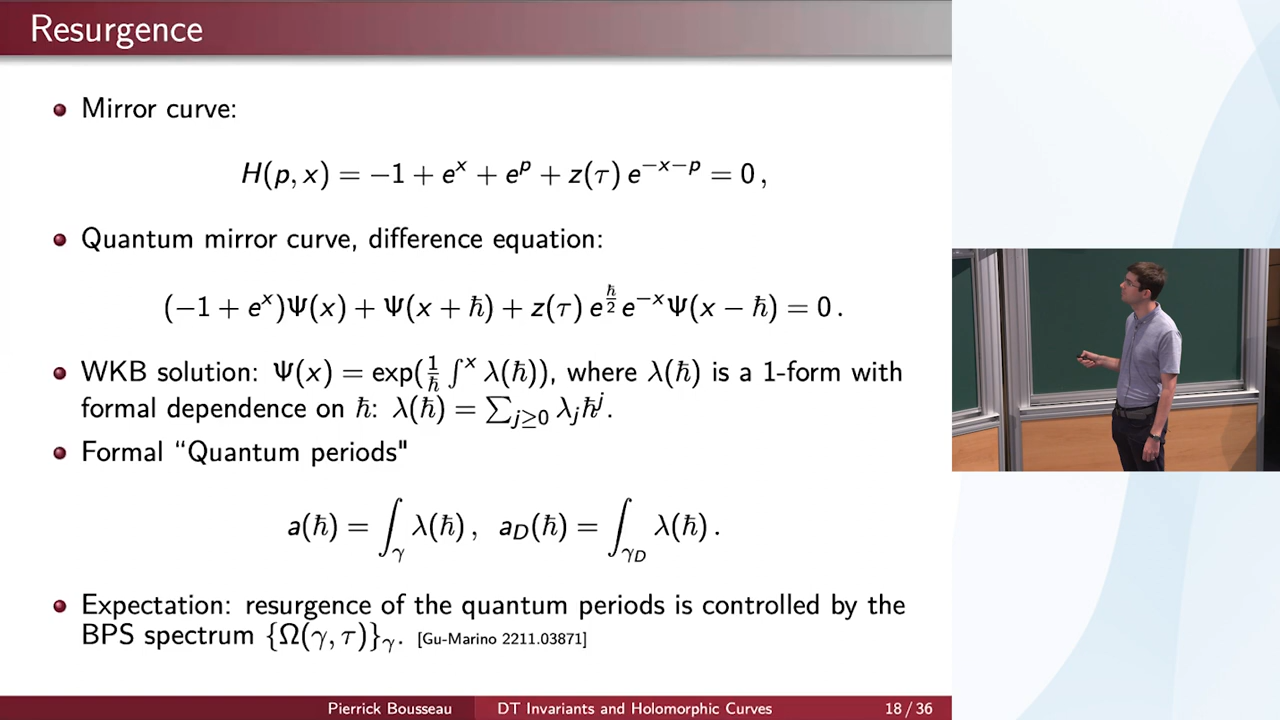 Resurgence
Mirror curve:
H(p, x) = −1 + e^x + e^p + z(τ) e^{−x−p} = 0 ,
Quantum mirror curve, difference equation:
(−1 + e^x)Ψ(x) + Ψ(x + ħ) + z(τ) e^{ħ/2} e^{−x}Ψ(x − ħ) = 0 .
WKB solution: Ψ(x) = exp(1/ħ ∫^x λ(ħ)), where λ(ħ) is a 1-form with
formal dependence on ħ: λ(ħ) = ∑_{j≥0} λ_j ħ^j.
Formal “Quantum periods"
a(ħ) = ∫_γ λ(ħ) , a_D(ħ) = ∫_{γ_D} λ(ħ) .
Expectation: resurgence of the quantum periods is controlled by the
BPS spectrum {Ω(γ, τ)}_γ. [Gu-Marino 2211.03871]
Pierrick Bousseau DT Invariants and Holomorphic Curves 18 / 36